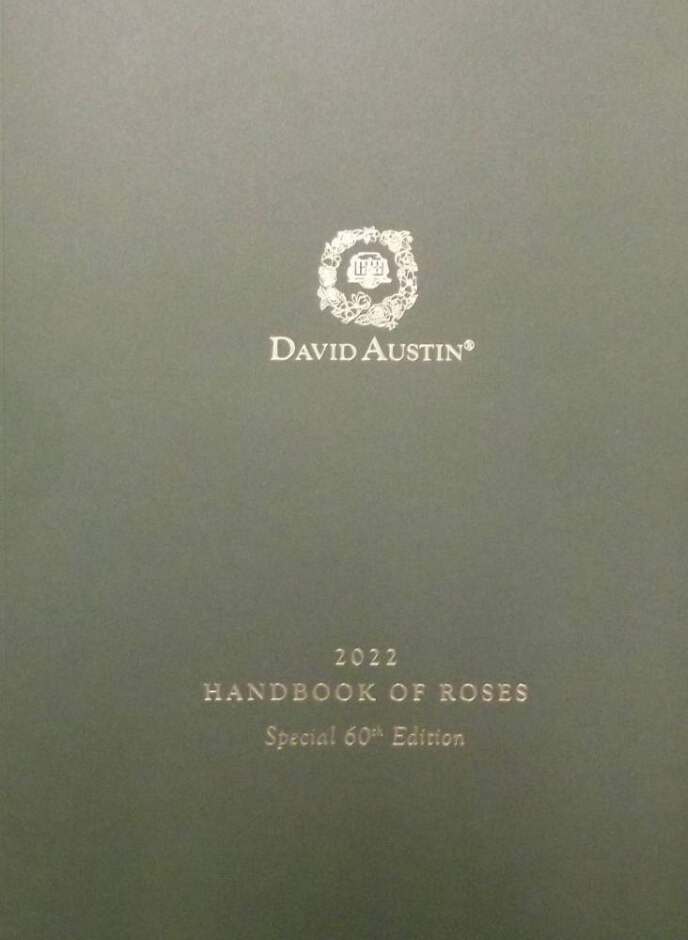 DAVID AUSTIN®
2022
HANDBOOK OF ROSES
Special 60th Edition